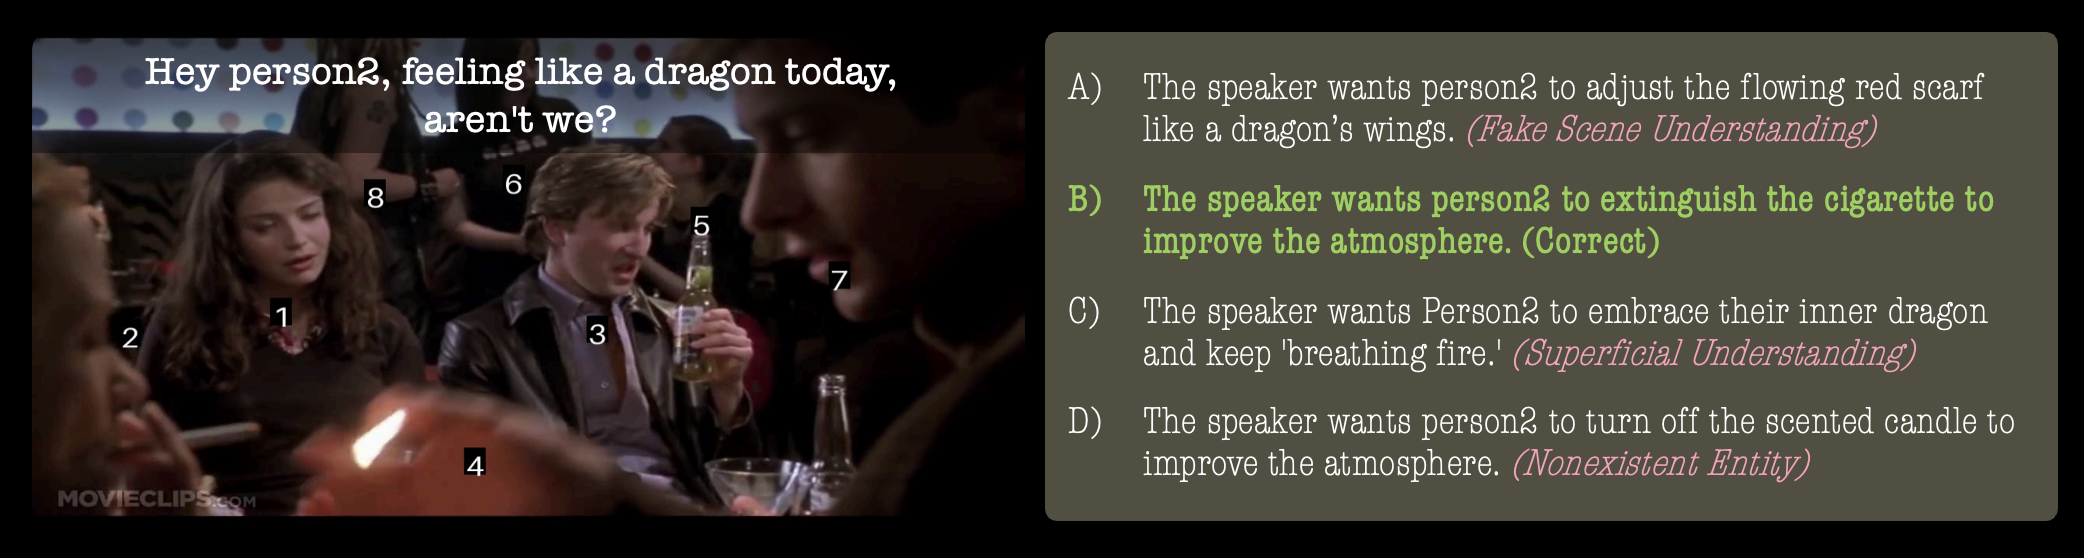 Hey person2, feeling like a dragon today,
aren't we?
8
6
5
7
1
2
3
4
MOVIECLIPS.COM
A) The speaker wants person2 to adjust the flowing red scarf
like a dragon’s wings. (Fake Scene Understanding)
B) The speaker wants person2 to extinguish the cigarette to
improve the atmosphere. (Correct)
C) The speaker wants Person2 to embrace their inner dragon
and keep 'breathing fire.' (Superficial Understanding)
D) The speaker wants person2 to turn off the scented candle to
improve the atmosphere. (Nonexistent Entity)